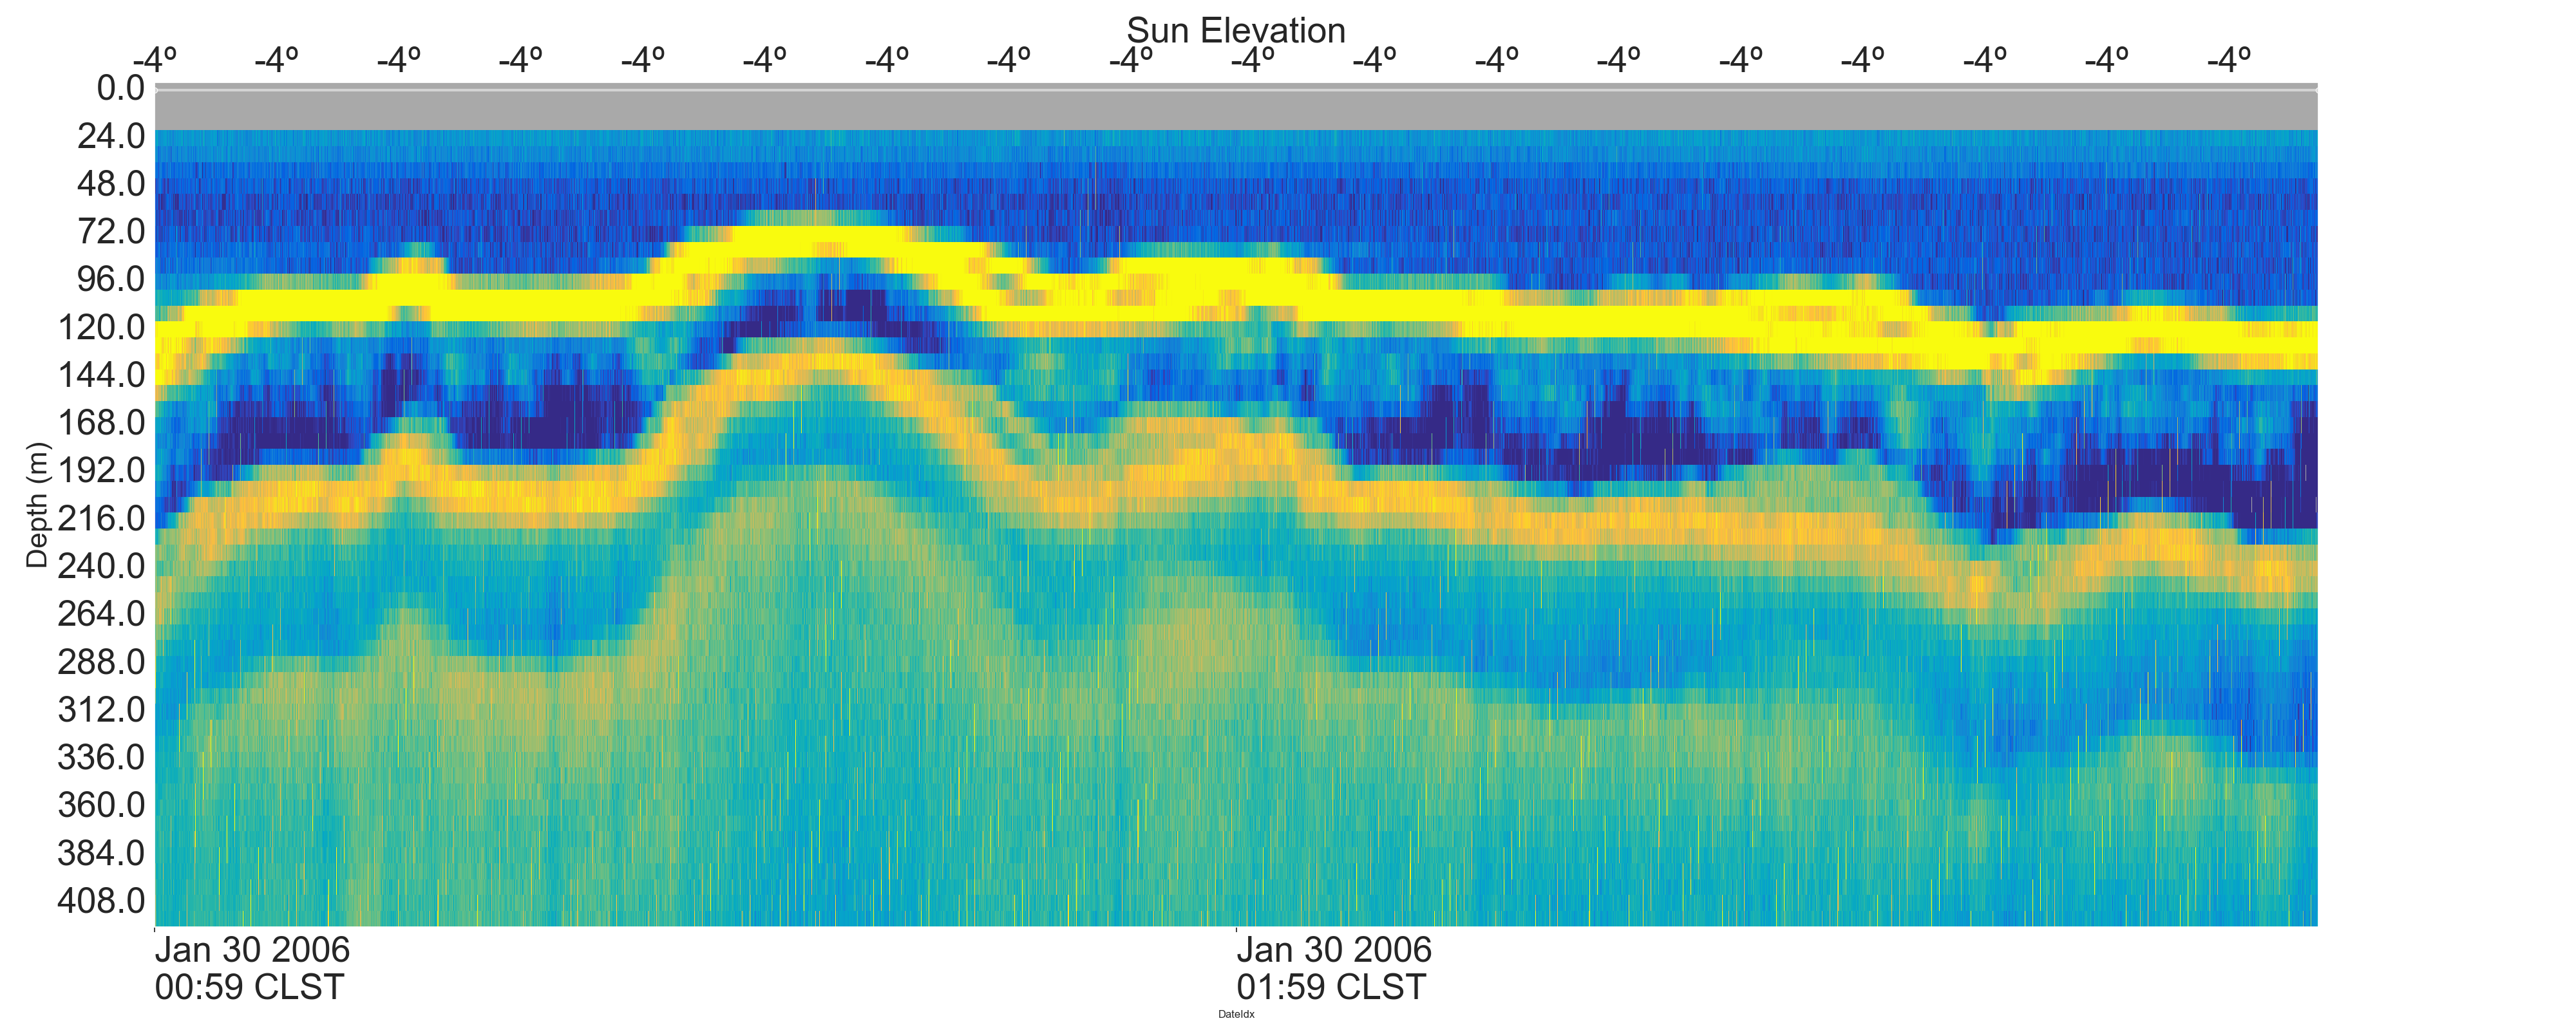 Sun Elevation
-4º -4º -4º -4º -4º -4º -4º -4º -4º -4º -4º -4º -4º -4º -4º -4º -4º -4º
0.0
24.0
48.0
72.0
96.0
120.0
144.0
168.0
192.0
216.0
240.0
264.0
288.0
312.0
336.0
360.0
384.0
408.0
Depth (m)
Jan 30 2006
00:59 CLST
Jan 30 2006
01:59 CLST
DateIdx